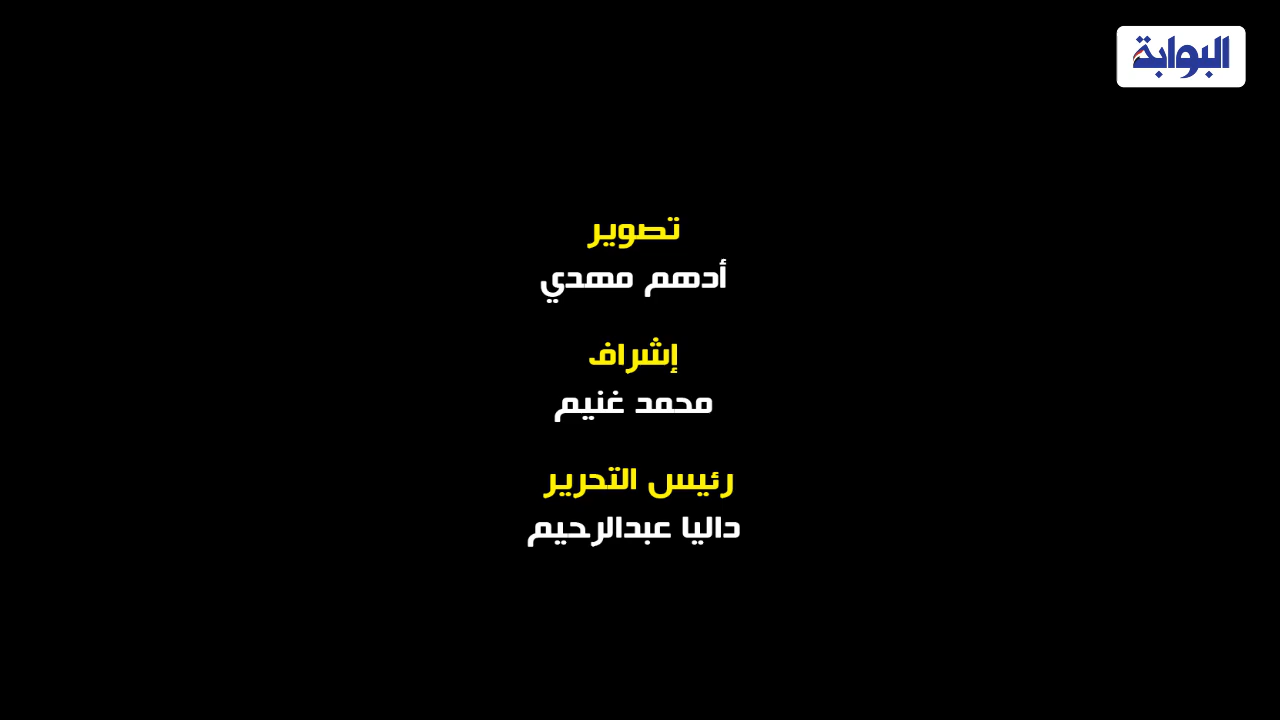 البوابة
تصوير
أدهم مهدي
إشراف
محمد غنيم
رئيس التحرير
داليا عبدالرحيم